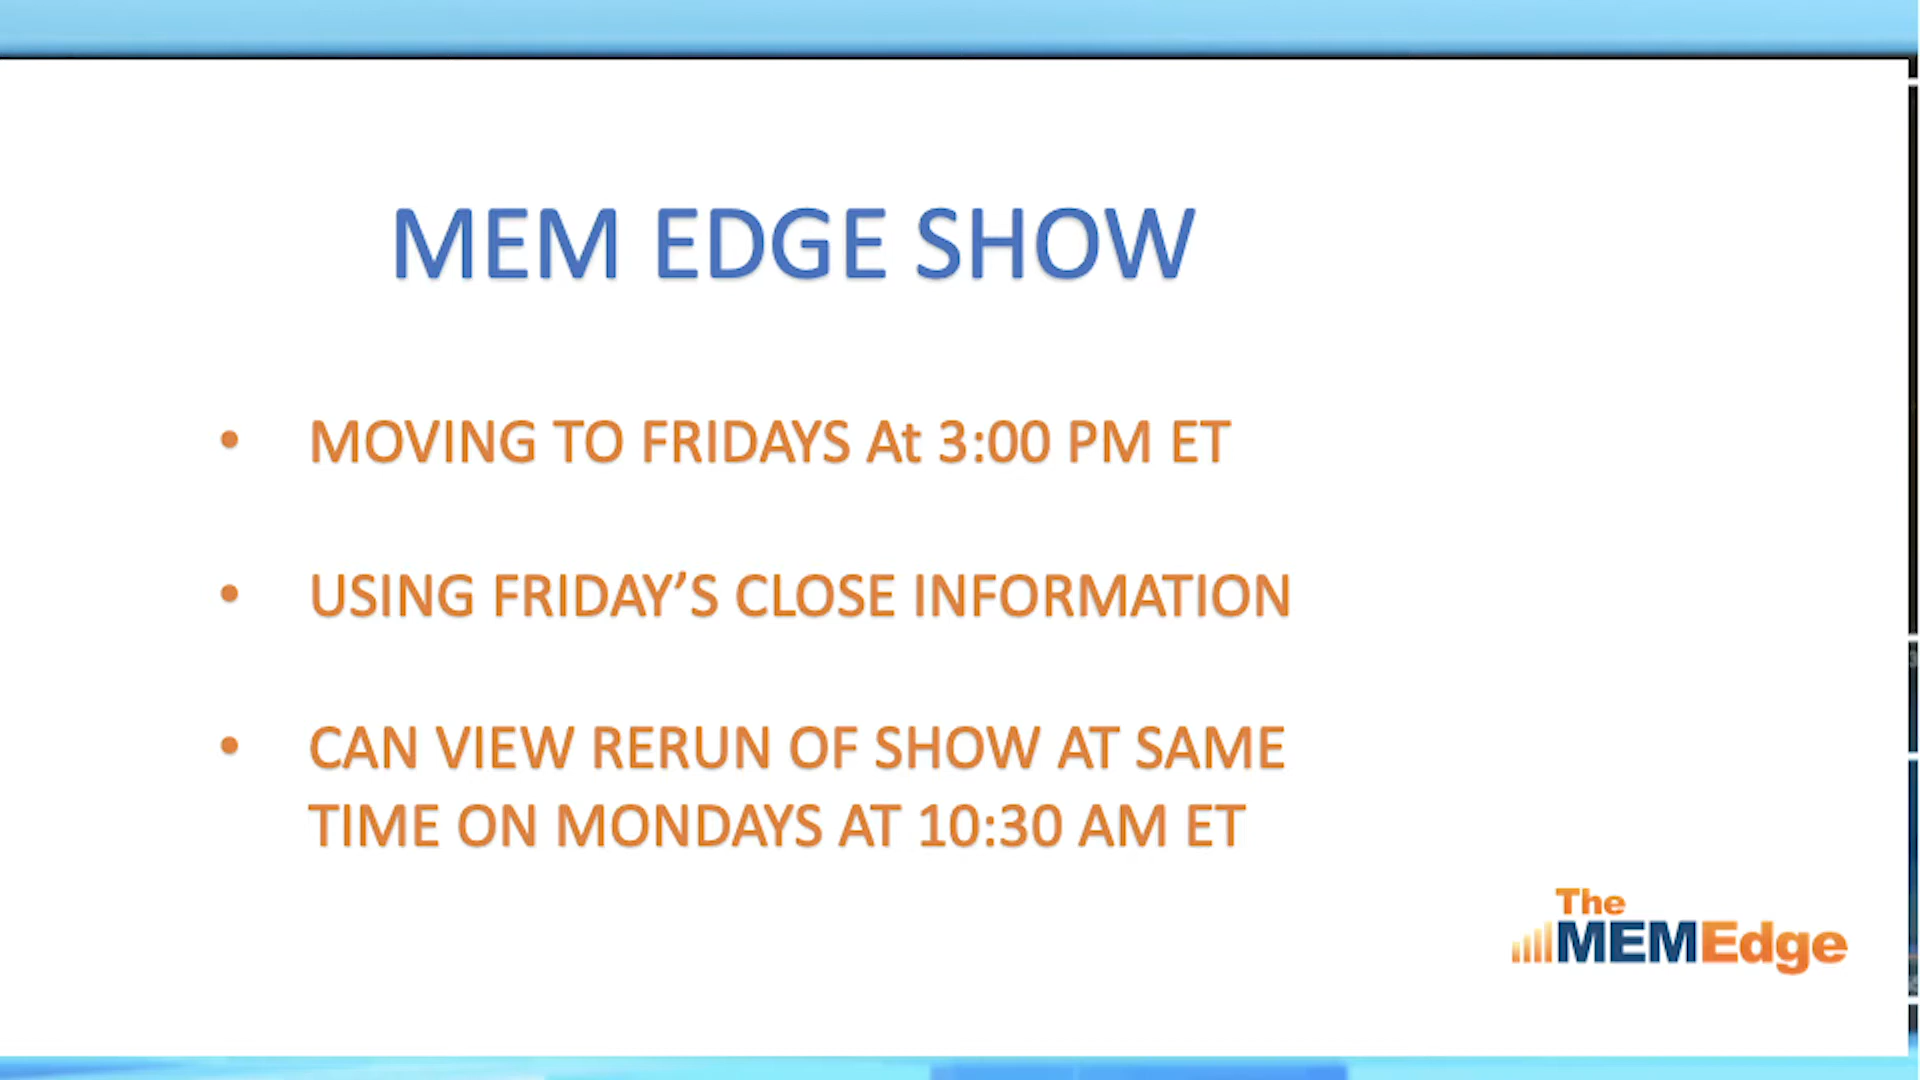 MEM EDGE SHOW
• MOVING TO FRIDAYS At 3:00 PM ET
• USING FRIDAY’S CLOSE INFORMATION
• CAN VIEW RERUN OF SHOW AT SAME
TIME ON MONDAYS AT 10:30 AM ET
The
MEMEdge